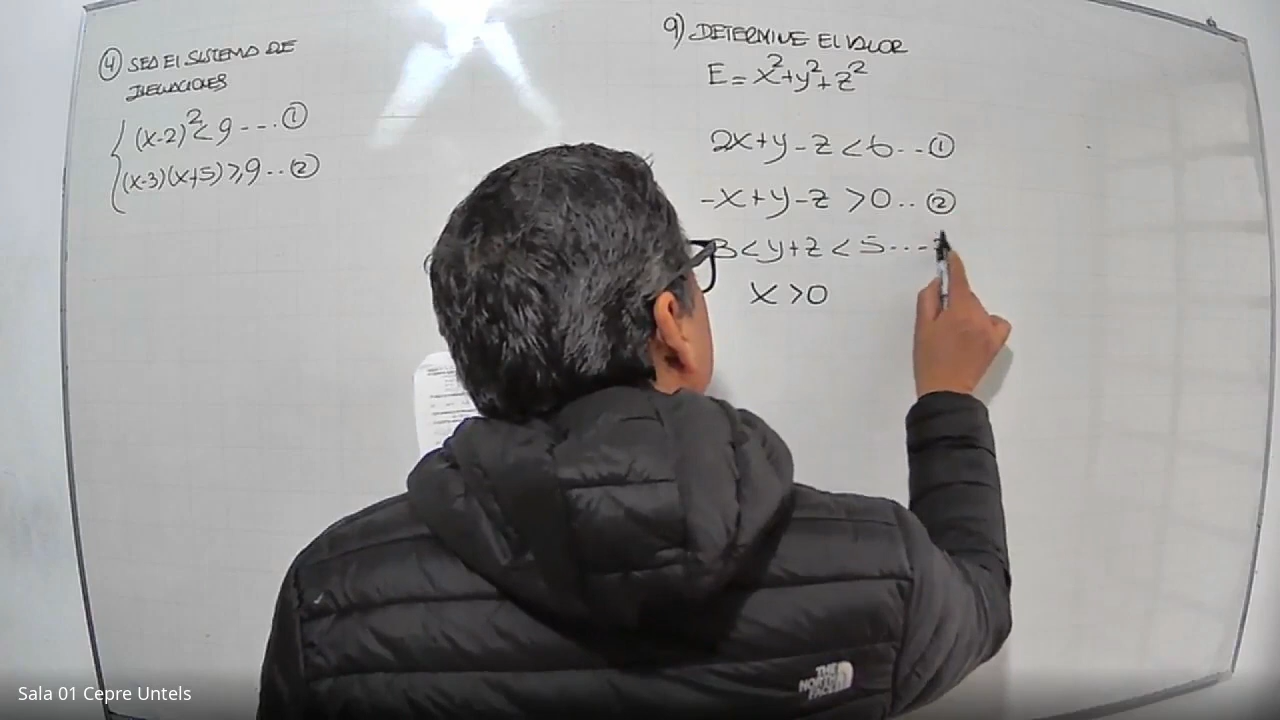 ④ SEA EL SISTEMA DE
INECUACIONES
(x-2)²<9 --- . ①
(x-3)(x+5)≥9 .. ②
9) DETERMINE EL VALOR
E = x²+y²+z²
2x+y-z<6... ①
-x+y-z>0.. ②
3<y+z<5...-
x>0
THE
NORTH
FACE
Sala 01 Cepre Untels